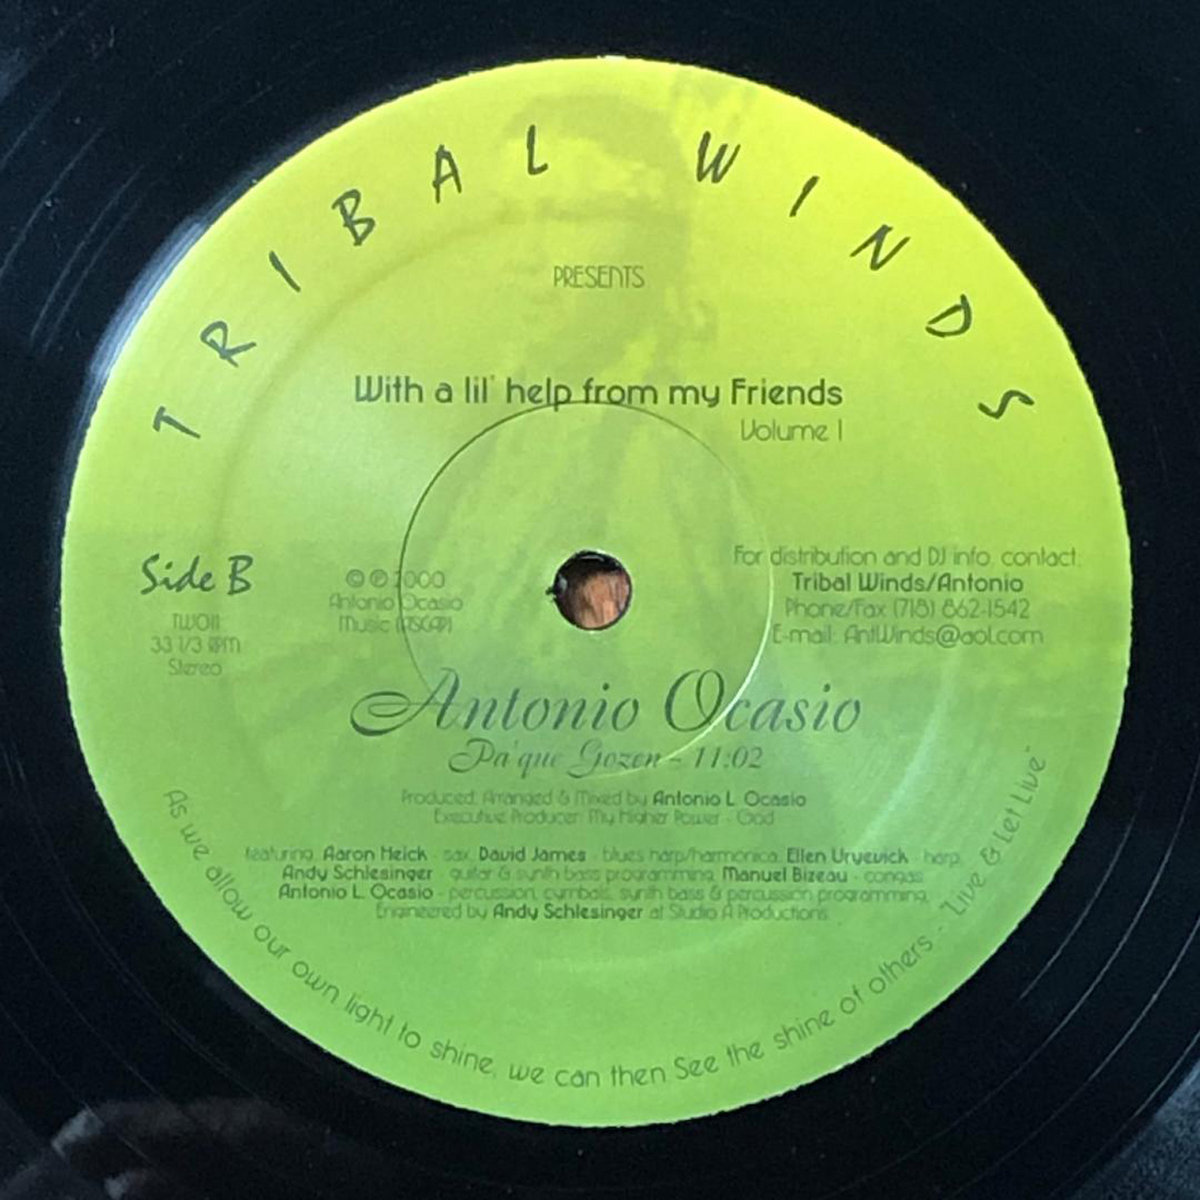 TRIBAL WINDS
PRESENTS
With a lil' help from my Friends
Volume 1
Side B
TW011
33 1/3 RPM
Stereo
© ℗ 2000
Antonio Ocasio
Music (ASCAP)
For distribution and DJ info, contact:
Tribal Winds/Antonio
Phone/Fax (718) 862-1542
E-mail: AntWinds@aol.com
Antonio Ocasio
Pa'que Gozen - 11:02
Produced, Arranged & Mixed by Antonio L. Ocasio
Executive Producer: My Higher Power - God
featuring: Aaron Heick - sax, David James - blues harp/harmonica, Ellen Uryevick - harp,
Andy Schlesinger - guitar & synth bass programming, Manuel Bizeau - congas,
Antonio L. Ocasio - percussion, cymbals, synth bass & percussion programming.
Engineered by Andy Schlesinger at Studio A Productions.
As we allow our own light to shine, we can then See the shine of others - "Live & Let Live"